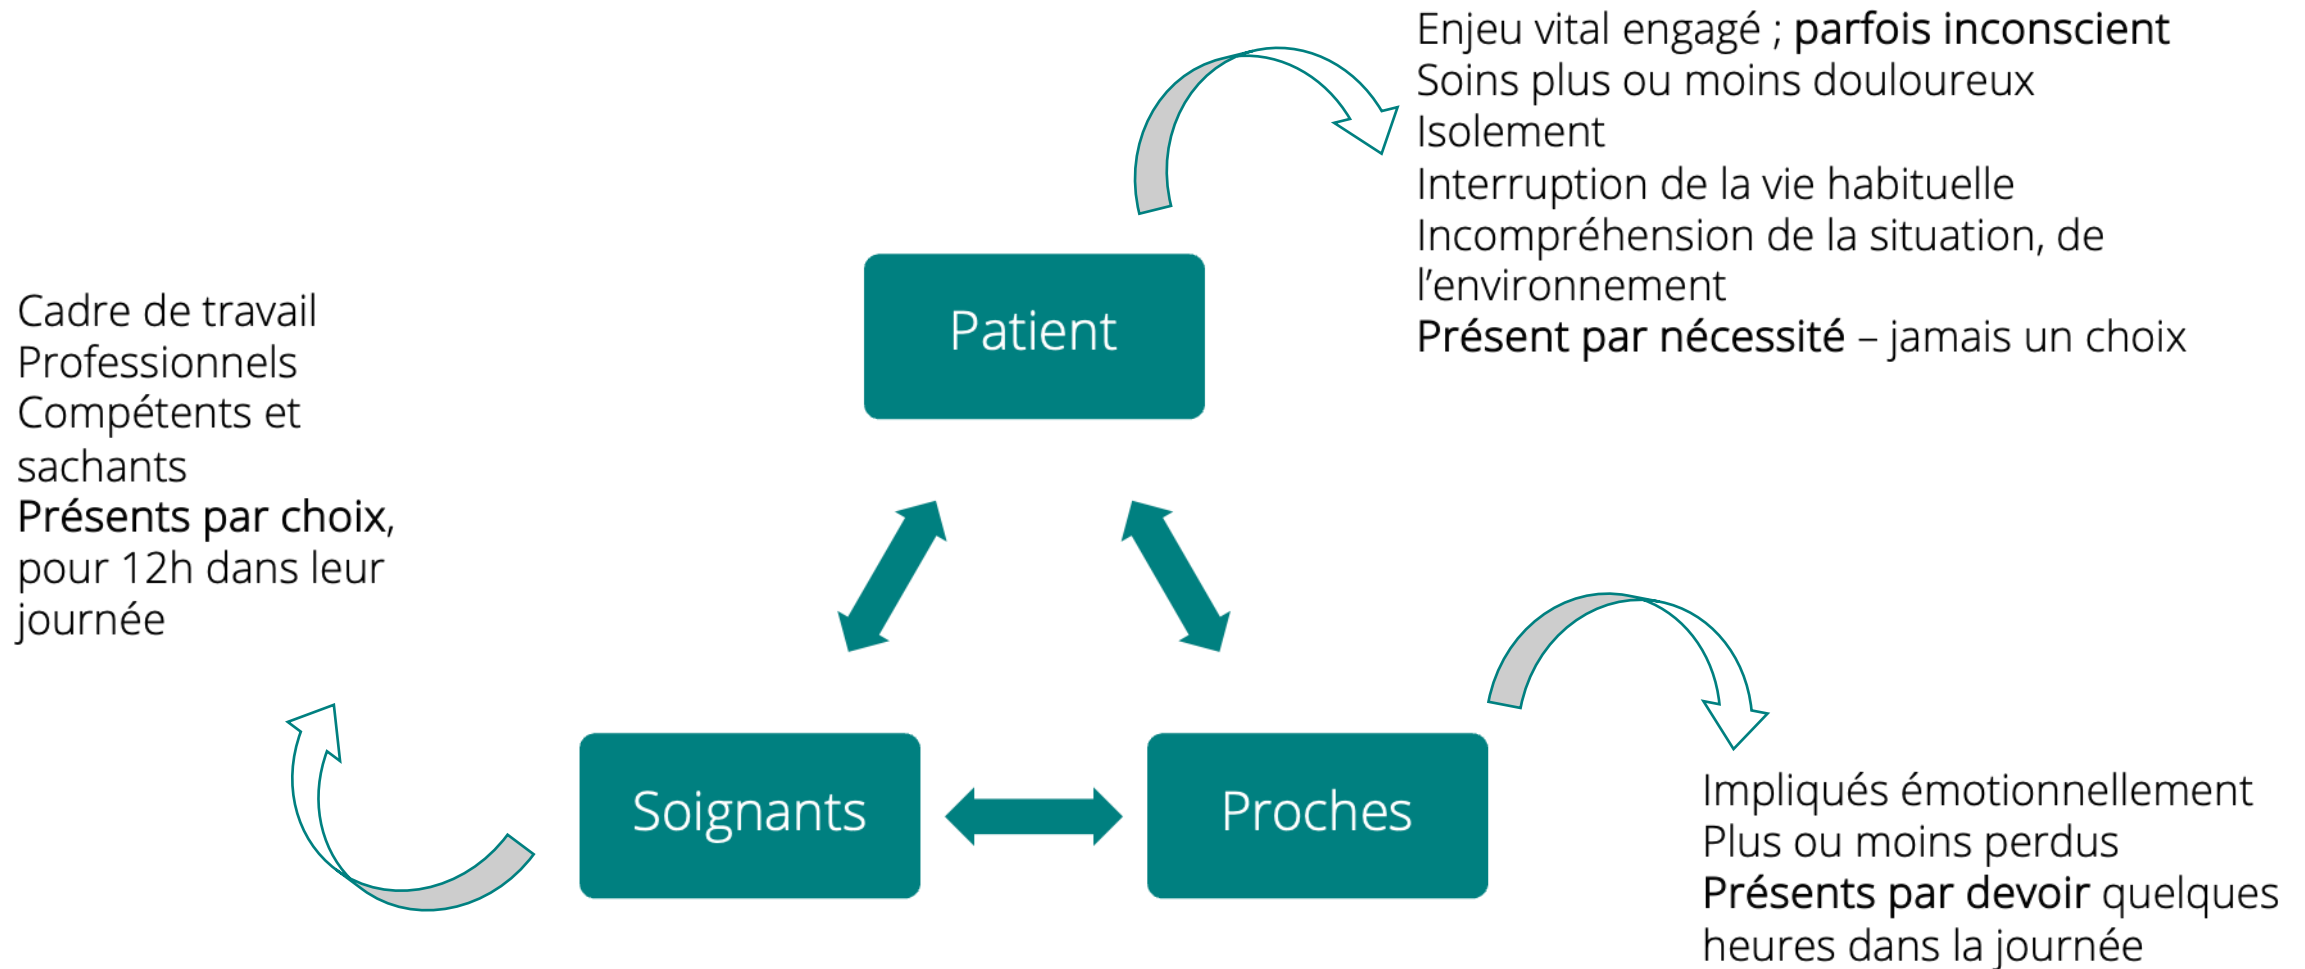 Enjeu vital engagé ; parfois inconscient
Soins plus ou moins douloureux
Isolement
Interruption de la vie habituelle
Incompréhension de la situation, de
l’environnement
Présent par nécessité – jamais un choix
Patient
Cadre de travail
Professionnels
Compétents et
sachants
Présents par choix,
pour 12h dans leur
journée
Soignants
Proches
Impliqués émotionnellement
Plus ou moins perdus
Présents par devoir quelques
heures dans la journée